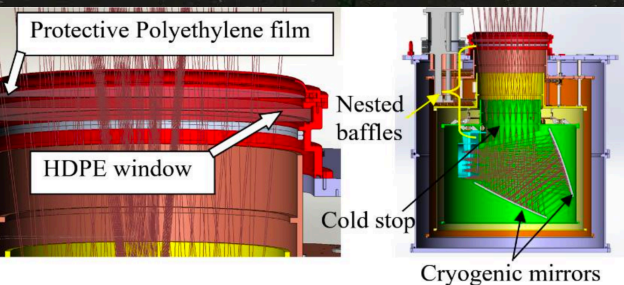 Protective Polyethylene film
HDPE window
Nested
baffles
Cold stop
Cryogenic mirrors